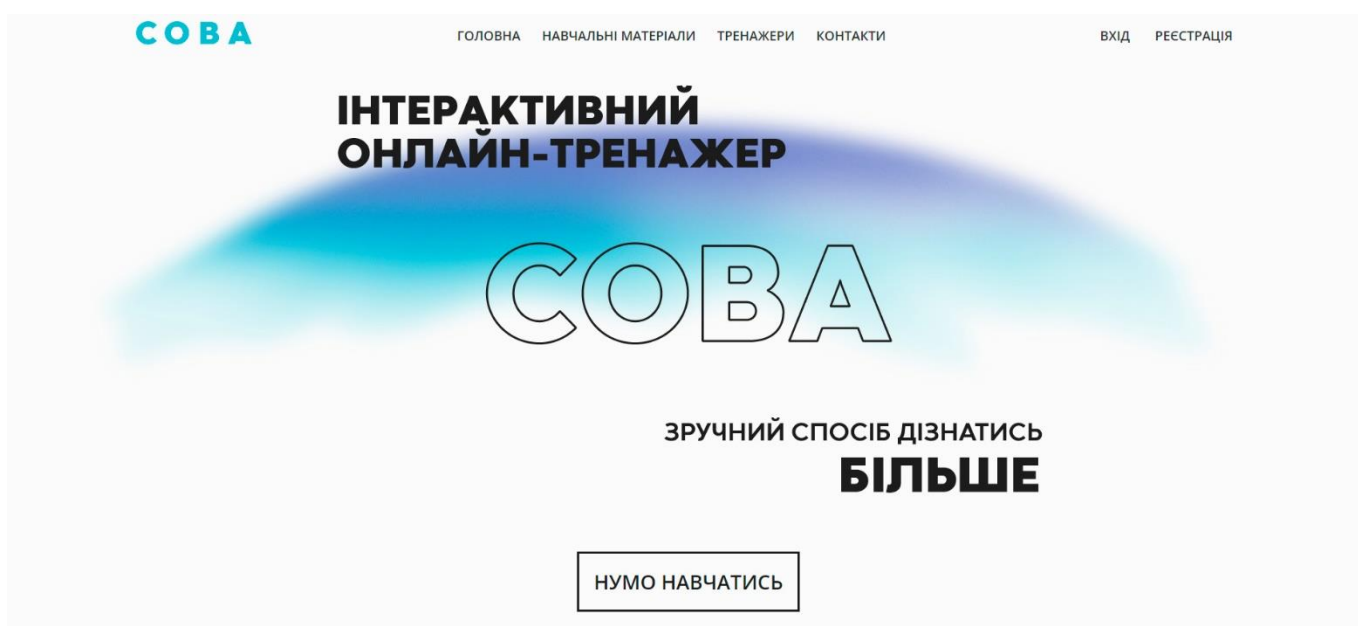 СОВА
ГОЛОВНА НАВЧАЛЬНІ МАТЕРІАЛИ ТРЕНАЖЕРИ КОНТАКТИ ВХІД РЕЄСТРАЦІЯ
ІНТЕРАКТИВНИЙ
ОНЛАЙН-ТРЕНАЖЕР
СОВА
ЗРУЧНИЙ СПОСІБ ДІЗНАТИСЬ
БІЛЬШЕ
НУМО НАВЧАТИСЬ